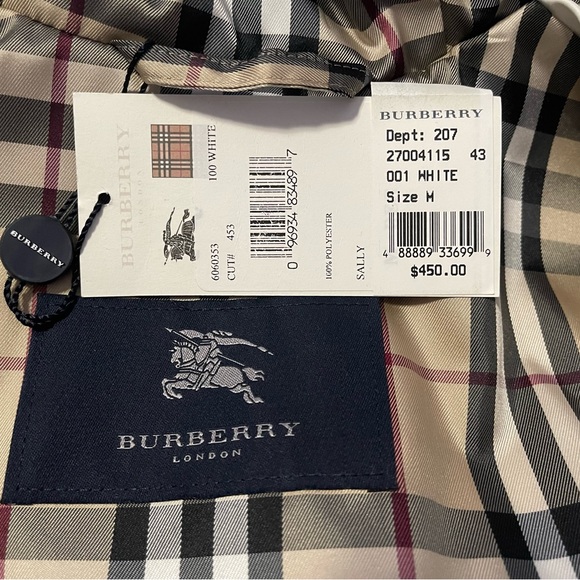 BURBERRY
LONDON
100 WHITE
6060353
CUT# 453
0 96934 83489 7
100% POLYESTER
SALLY
BURBERRY
Dept: 207
27004115 43
001 WHITE
Size M
4 88889 33699 9
$450.00
BURBERRY
BURBERRY
LONDON